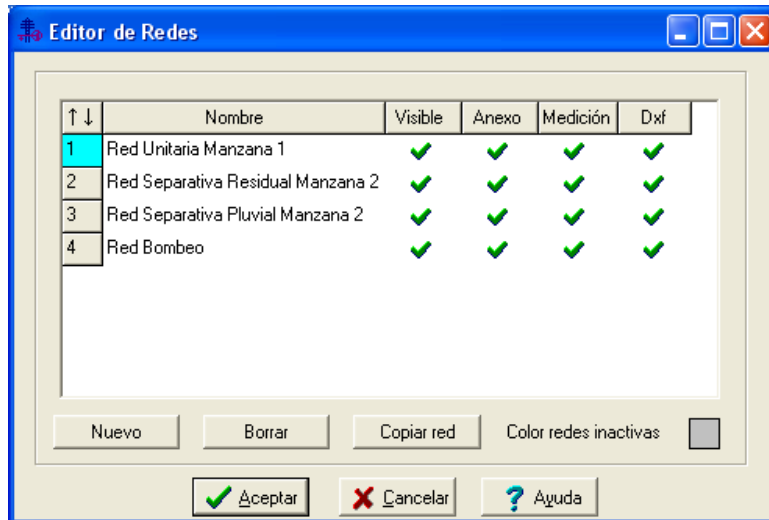 Editor de Redes
↑↓ Nombre Visible Anexo Medición Dxf
1 Red Unitaria Manzana 1
2 Red Separativa Residual Manzana 2
3 Red Separativa Pluvial Manzana 2
4 Red Bombeo
Nuevo Borrar Copiar red Color redes inactivas
Aceptar Cancelar ? Ayuda